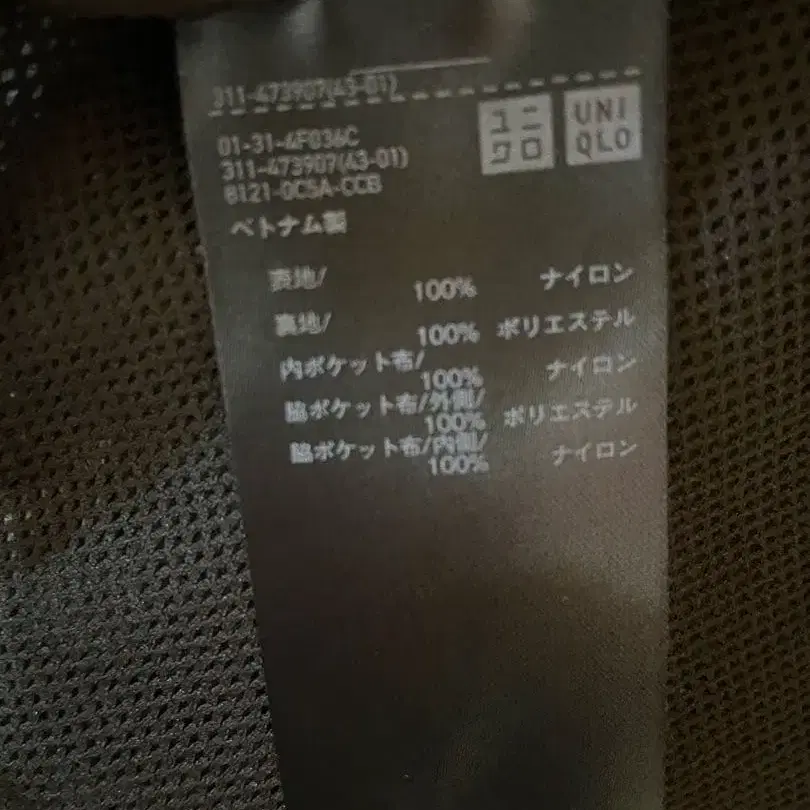 311-473907(43-01)
ユニ
クロ
UNI
QLO
01-31-4F036C
311-473907(43-01)
8121-0C5A-CCB
ベトナム製
表地/
100% ナイロン
裏地/
100% ポリエステル
内ポケット布/
100% ナイロン
脇ポケット布/外側/
100% ポリエステル
脇ポケット布/内側/
100% ナイロン